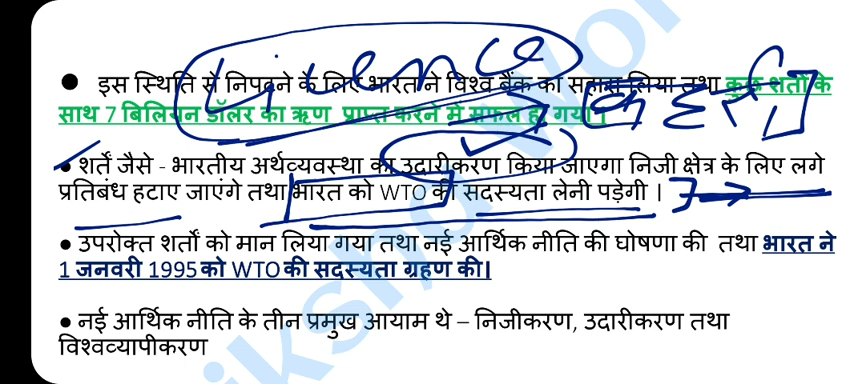 ● इस स्थिति से निपटने के लिए भारत ने विश्व बैंक का सहारा लिया तथा कुछ शर्तो के
साथ 7 बिलियन डॉलर का ऋण प्राप्त करने में सफल हो गया ।
Lisence
● शर्तें जैसे - भारतीय अर्थव्यवस्था का उदारीकरण किया जाएगा निजी क्षेत्र के लिए लगे
प्रतिबंध हटाए जाएंगे तथा भारत को WTO की सदस्यता लेनी पड़ेगी ।
● उपरोक्त शर्तों को मान लिया गया तथा नई आर्थिक नीति की घोषणा की तथा भारत ने
1 जनवरी 1995 को WTO की सदस्यता ग्रहण की।
● नई आर्थिक नीति के तीन प्रमुख आयाम थे – निजीकरण, उदारीकरण तथा
विश्वव्यापीकरण